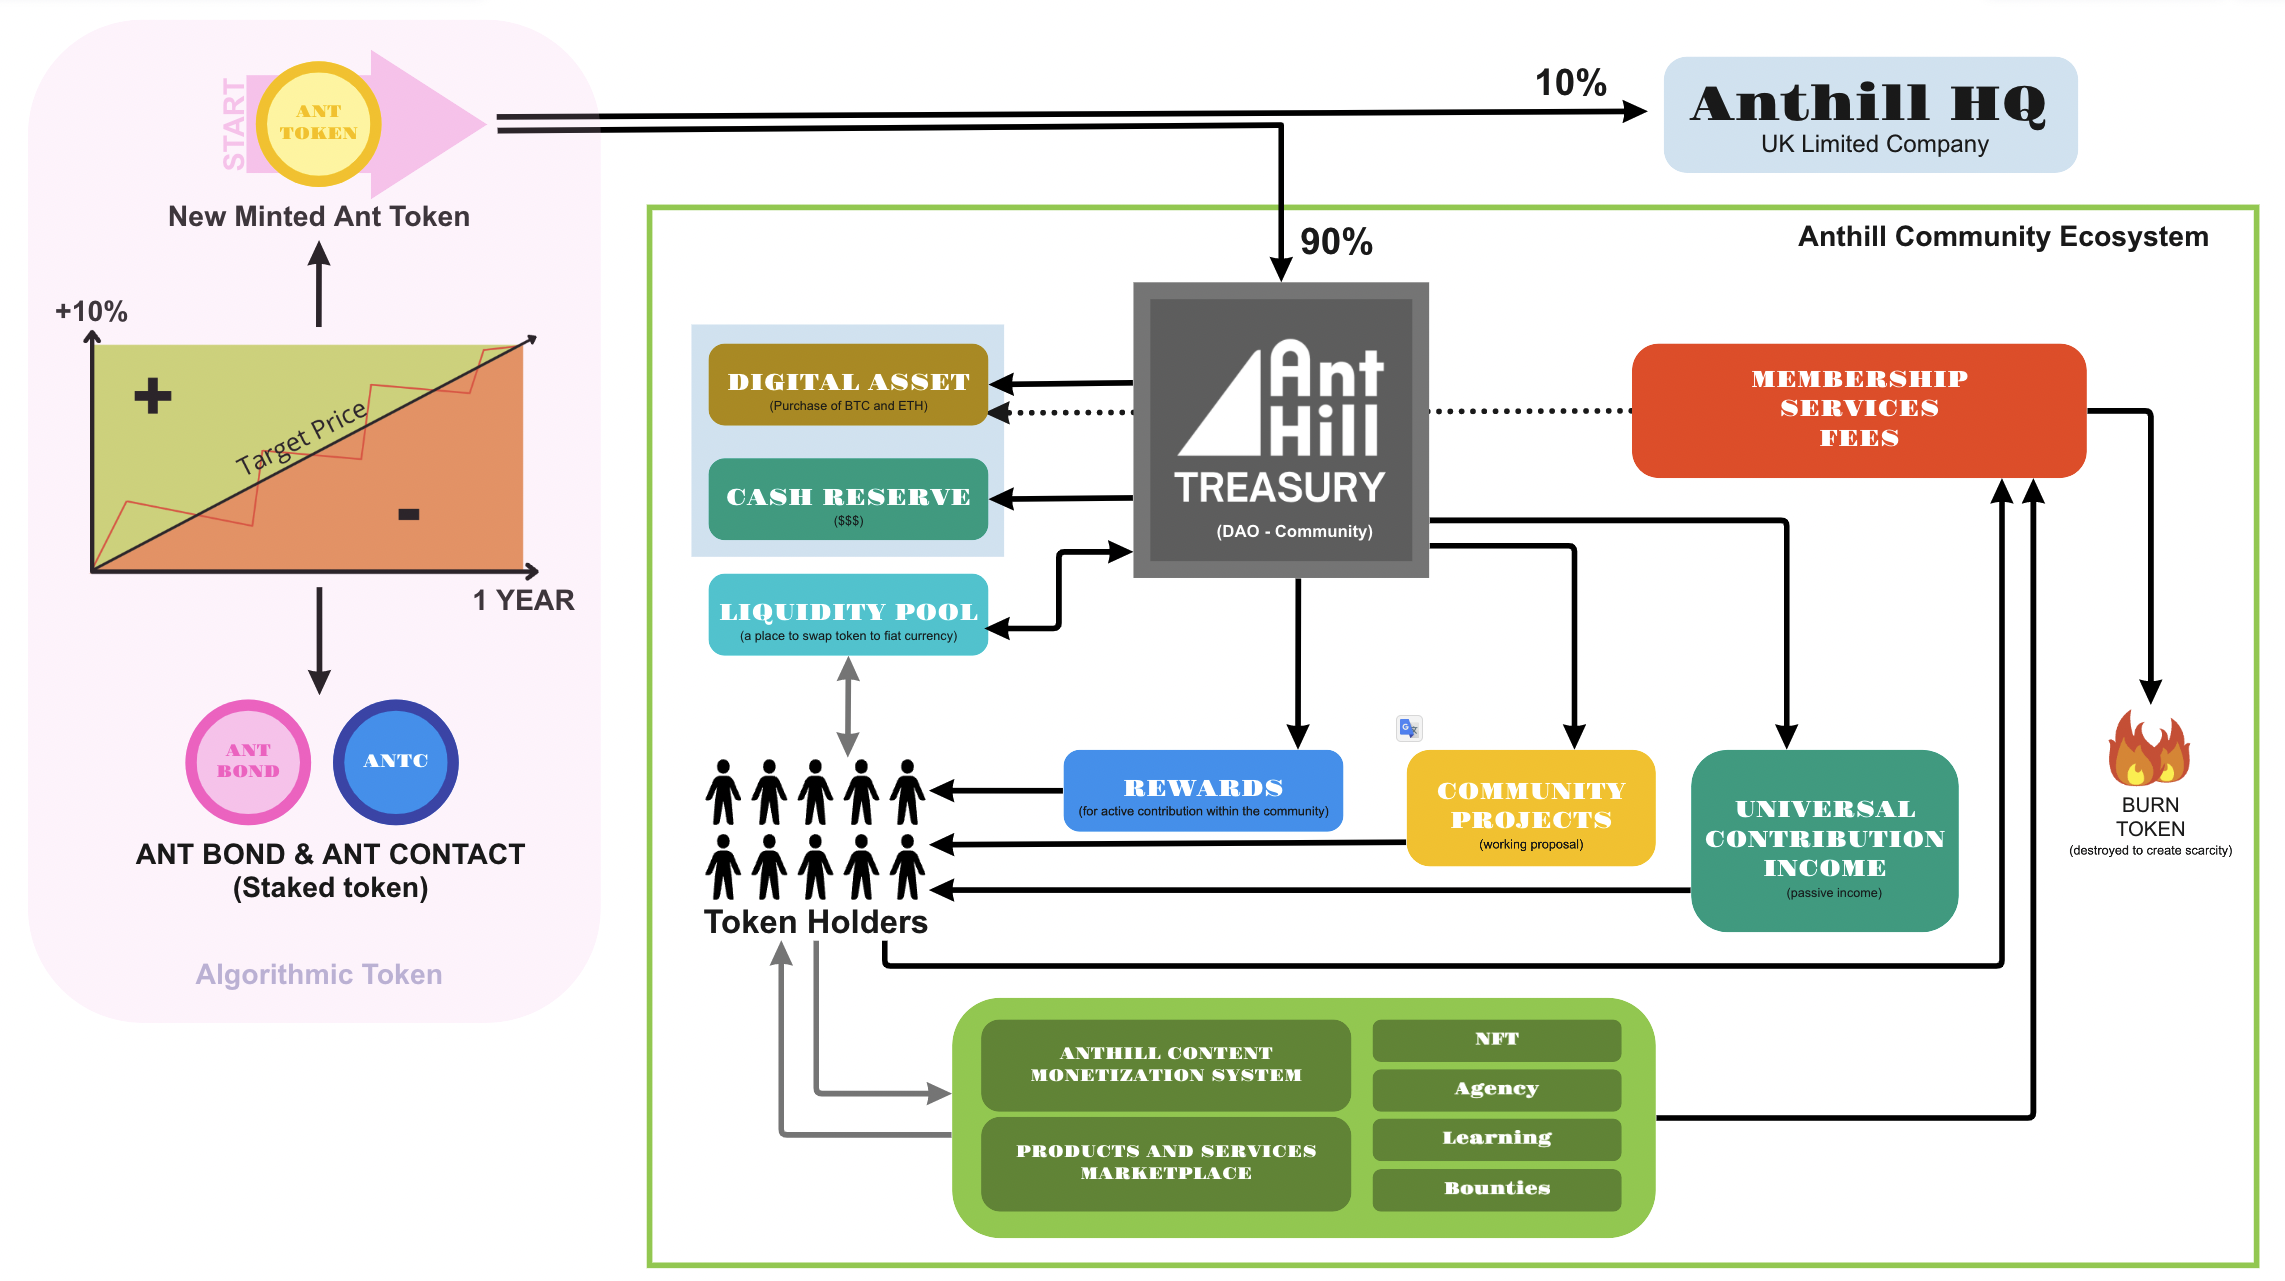 START
ANT
TOKEN
New Minted Ant Token
+10%
+
Target Price
-
1 YEAR
ANT
BOND
ANTC
ANT BOND & ANT CONTACT
(Staked token)
Algorithmic Token
10%
Anthill HQ
UK Limited Company
90%
Anthill Community Ecosystem
DIGITAL ASSET
(Purchase of BTC and ETH)
CASH RESERVE
($$$)
LIQUIDITY POOL
(a place to swap token to fiat currency)
Ant
Hill
TREASURY
(DAO - Community)
MEMBERSHIP
SERVICES
FEES
REWARDS
(for active contribution within the community)
COMMUNITY
PROJECTS
(working proposal)
UNIVERSAL
CONTRIBUTION
INCOME
(passive income)
BURN
TOKEN
(destroyed to create scarcity)
Token Holders
ANTHILL CONTENT
MONETIZATION SYSTEM
PRODUCTS AND SERVICES
MARKETPLACE
NFT
Agency
Learning
Bounties